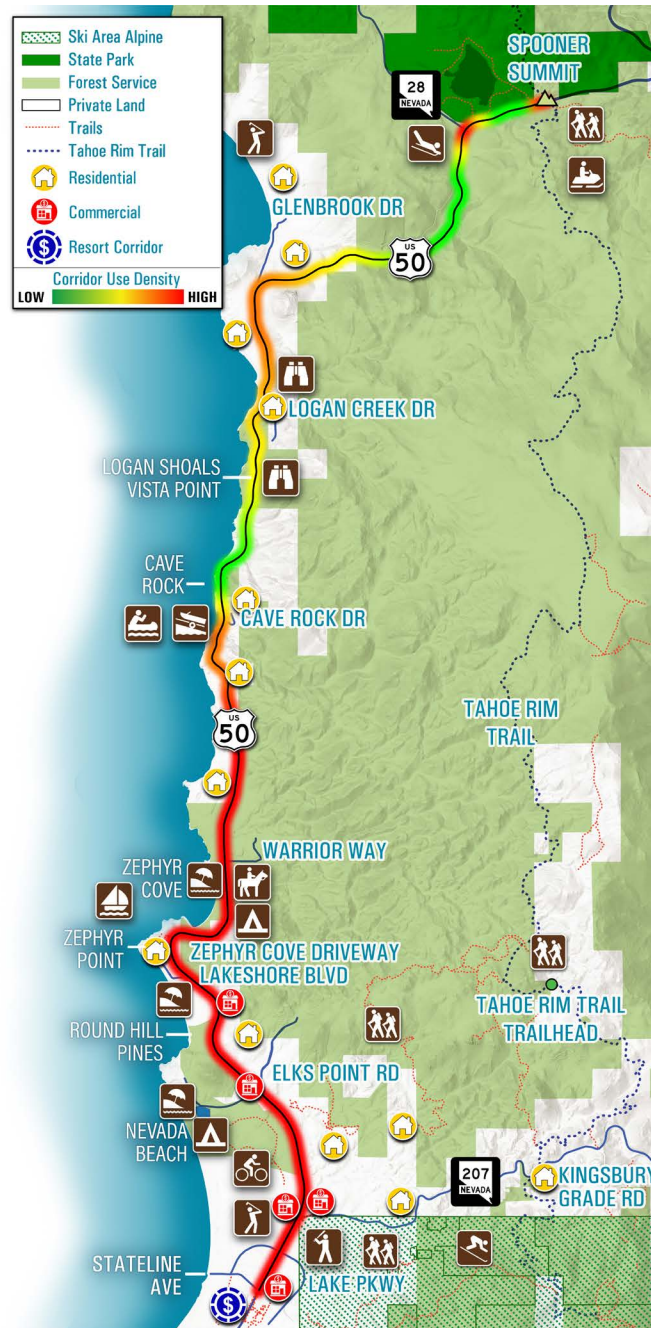 Ski Area Alpine
State Park
Forest Service
Private Land
Trails
Tahoe Rim Trail
Residential
Commercial
$ Resort Corridor
Corridor Use Density
LOW HIGH
SPOONER
SUMMIT
28
NEVADA
GLENBROOK DR
US
50
LOGAN CREEK DR
LOGAN SHOALS
VISTA POINT
CAVE
ROCK
CAVE ROCK DR
US
50
TAHOE RIM
TRAIL
WARRIOR WAY
ZEPHYR
COVE
ZEPHYR
POINT
ZEPHYR COVE DRIVEWAY
LAKESHORE BLVD
TAHOE RIM TRAIL
TRAILHEAD
ROUND HILL
PINES
ELKS POINT RD
NEVADA
BEACH
207
NEVADA
KINGSBURY
GRADE RD
STATELINE
AVE
LAKE PKWY
$